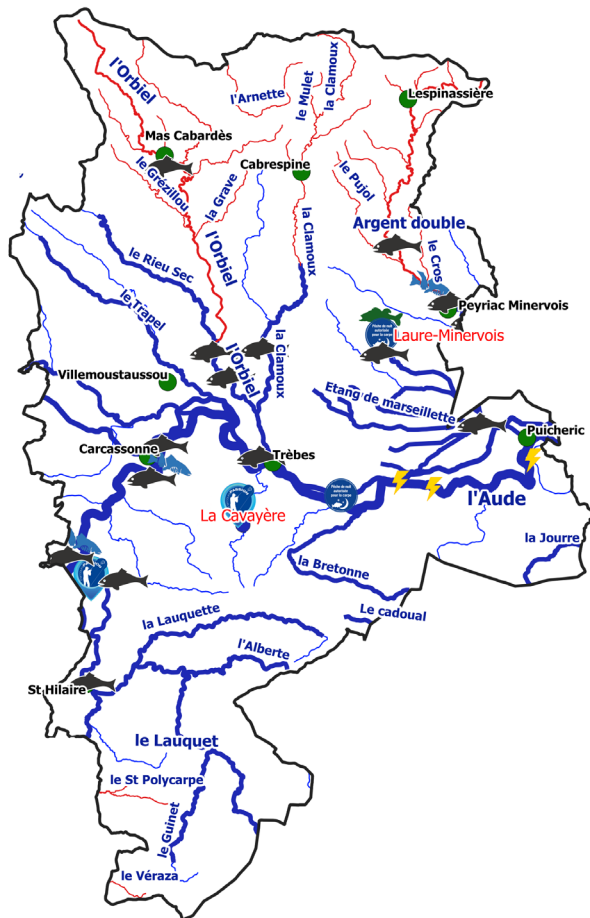 l'Orbiel
l'Arnette
le Mulet
la Clamoux
Lespinassière
Mas Cabardès
le Grézillou
la Grave
Cabrespine
le Pujol
l'Orbiel
la Clamoux
Argent double
le Cros
le Rieu Sec
le Trapel
Peyriac Minervois
Laure-Minervois
l'Orbiel
la Clamoux
Villemoustaussou
Etang de marseillette
Puicheric
Carcassonne
Trèbes
l'Aude
La Cavayère
la Jourre
la Bretonne
la Lauquette
Le cadoual
l'Alberte
St Hilaire
le Lauquet
le St Polycarpe
le Guinet
le Véraza